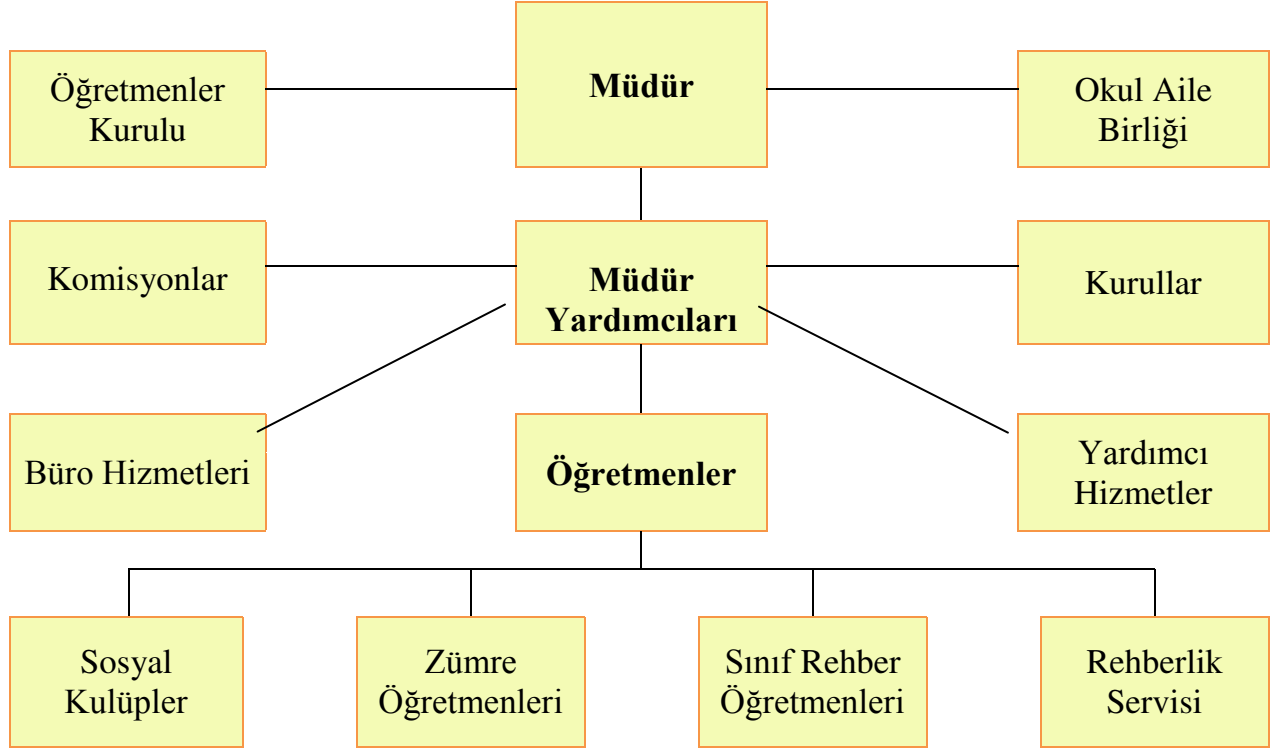 Öğretmenler
Kurulu
Müdür
Okul Aile
Birliği
Komisyonlar
Müdür
Yardımcıları
Kurullar
Büro Hizmetleri
Öğretmenler
Yardımcı
Hizmetler
Sosyal
Kulüpler
Zümre
Öğretmenleri
Sınıf Rehber
Öğretmenleri
Rehberlik
Servisi